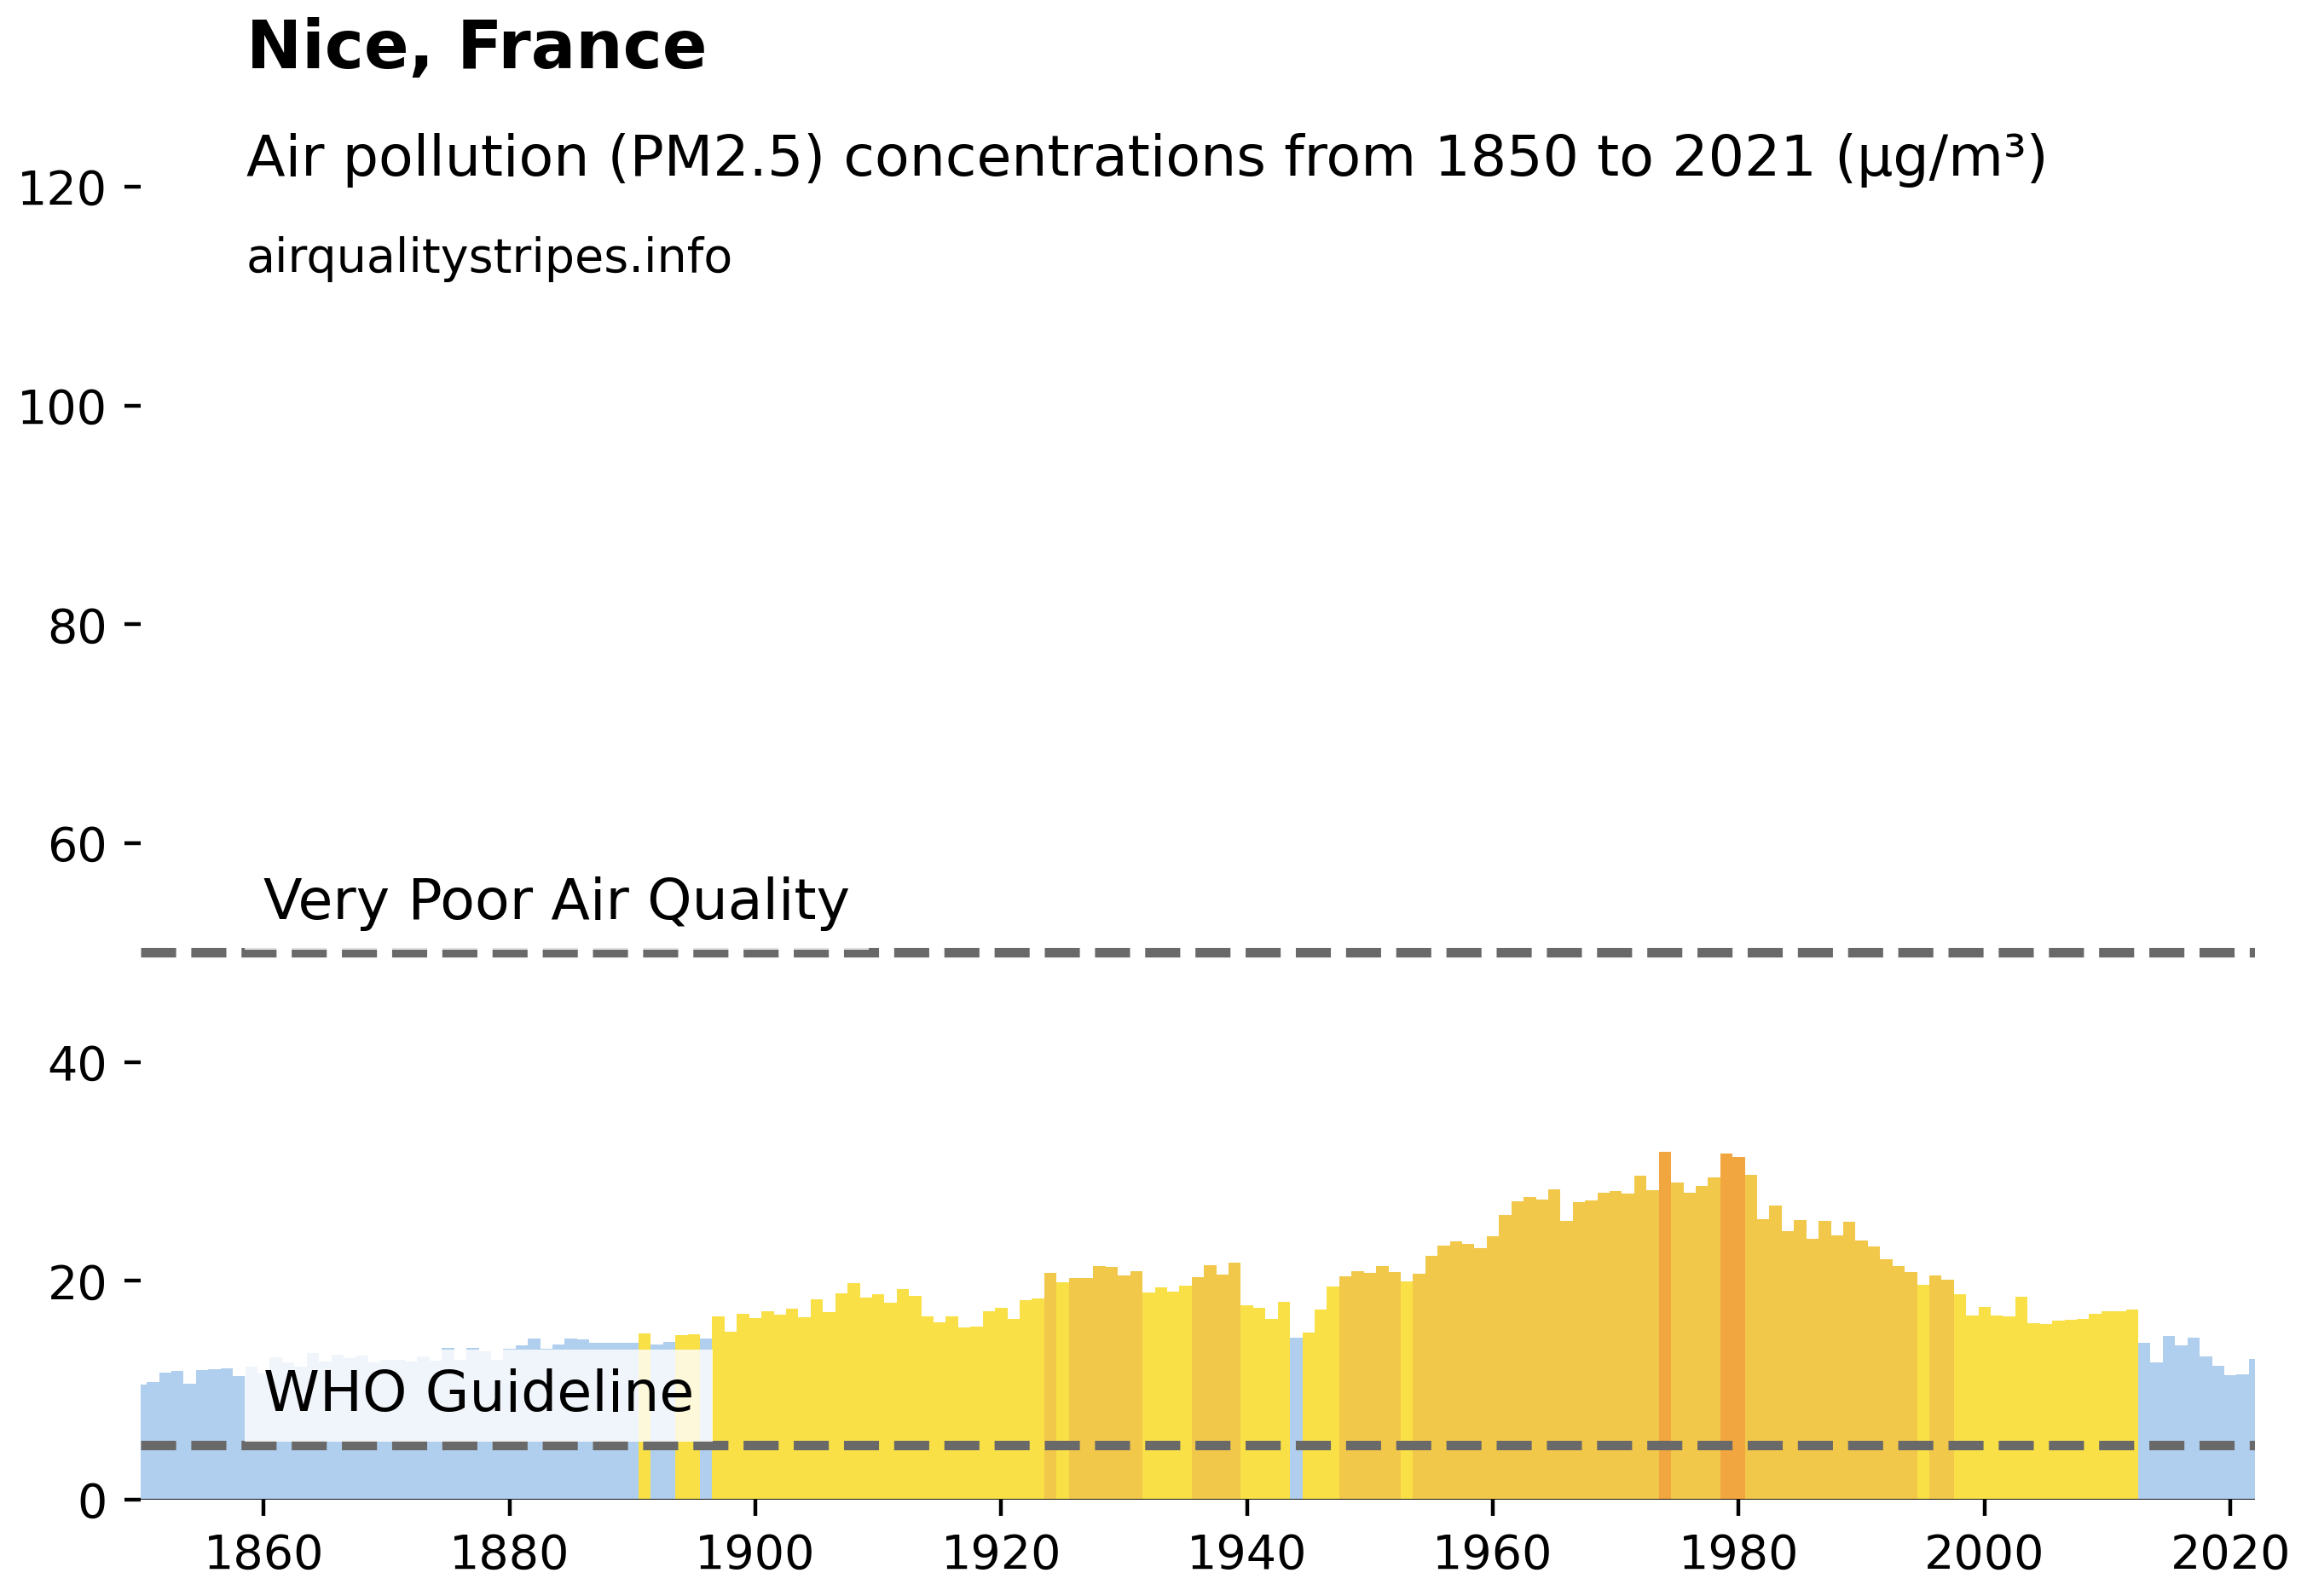 Nice, France
Air pollution (PM2.5) concentrations from 1850 to 2021 (µg/m³)
120
airqualitystripes.info
100
80
60
Very Poor Air Quality
40
20
WHO Guideline
0
1860 1880 1900 1920 1940 1960 1980 2000 2020